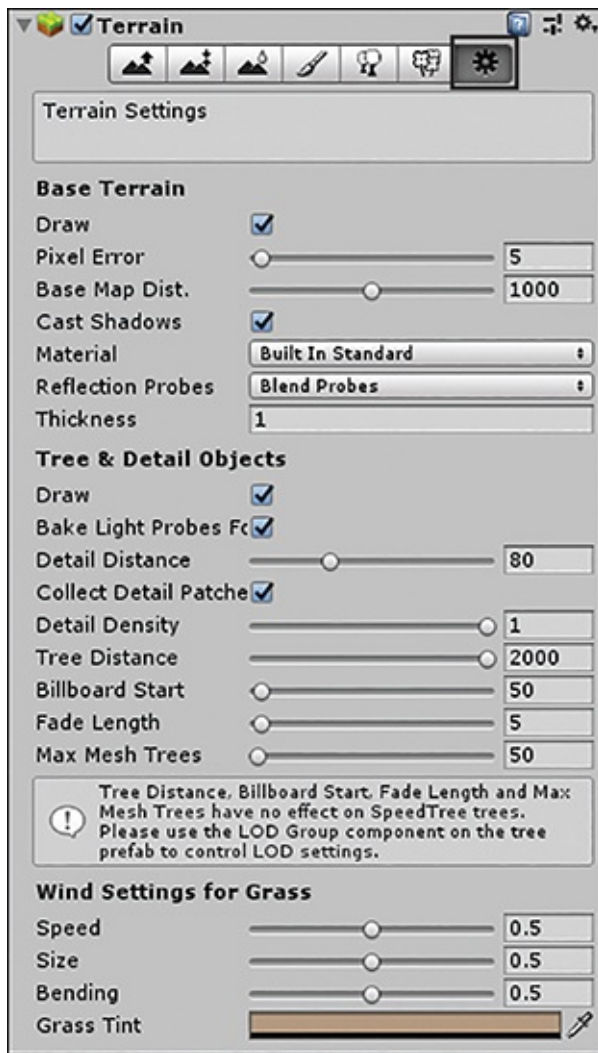 Terrain
Terrain Settings
Base Terrain
Draw
Pixel Error 5
Base Map Dist. 1000
Cast Shadows
Material Built In Standard
Reflection Probes Blend Probes
Thickness 1
Tree & Detail Objects
Draw
Bake Light Probes Fo
Detail Distance 80
Collect Detail Patche
Detail Density 1
Tree Distance 2000
Billboard Start 50
Fade Length 5
Max Mesh Trees 50
Tree Distance, Billboard Start, Fade Length and Max
Mesh Trees have no effect on SpeedTree trees.
Please use the LOD Group component on the tree
prefab to control LOD settings.
Wind Settings for Grass
Speed 0.5
Size 0.5
Bending 0.5
Grass Tint